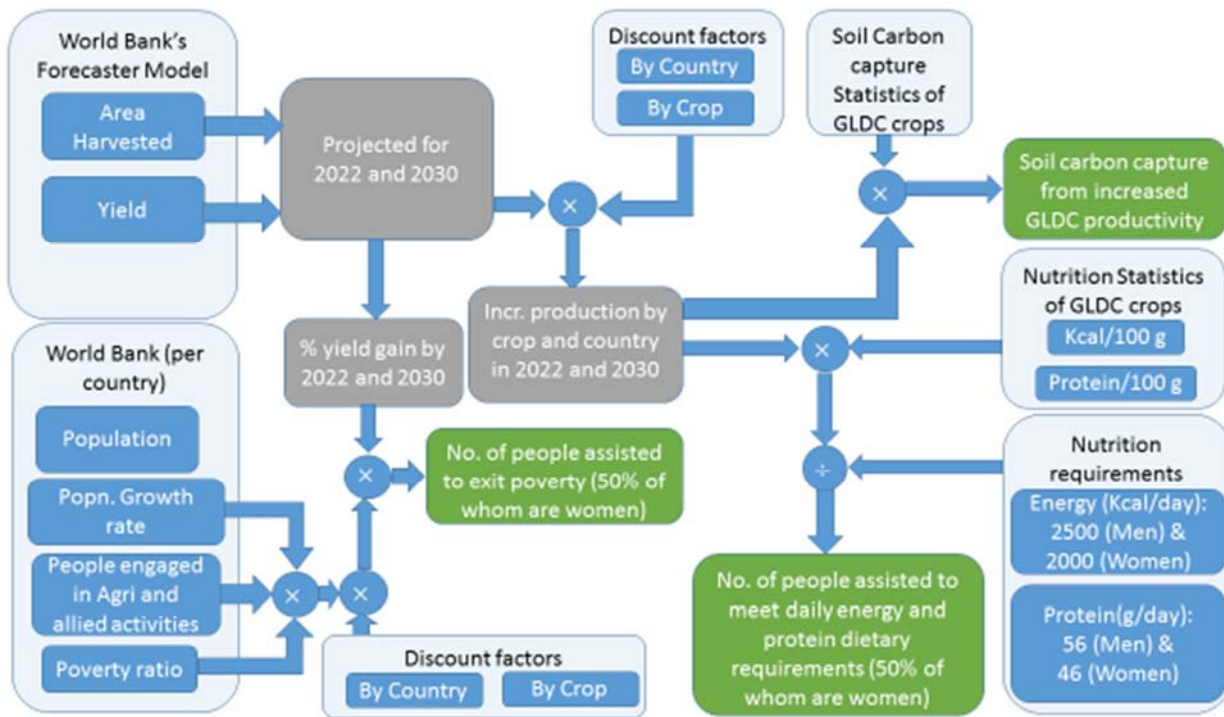 World Bank's
Forecaster Model
Area
Harvested
Yield
Projected for
2022 and 2030
Discount factors
By Country
By Crop
×
Soil Carbon
capture
Statistics of
GLDC crops
×
Soil carbon capture
from increased
GLDC productivity
% yield gain by
2022 and 2030
Incr. production by
crop and country
in 2022 and 2030
×
Nutrition Statistics
of GLDC crops
Kcal/100 g
Protein/100 g
World Bank (per
country)
Population
Popn. Growth
rate
People engaged
in Agri and
allied activities
Poverty ratio
×
×
×
No. of people assisted
to exit poverty (50% of
whom are women)
Discount factors
By Country
By Crop
÷
Nutrition
requirements
Energy (Kcal/day):
2500 (Men) &
2000 (Women)
Protein(g/day):
56 (Men) &
46 (Women)
No. of people assisted to
meet daily energy and
protein dietary
requirements (50% of
whom are women)